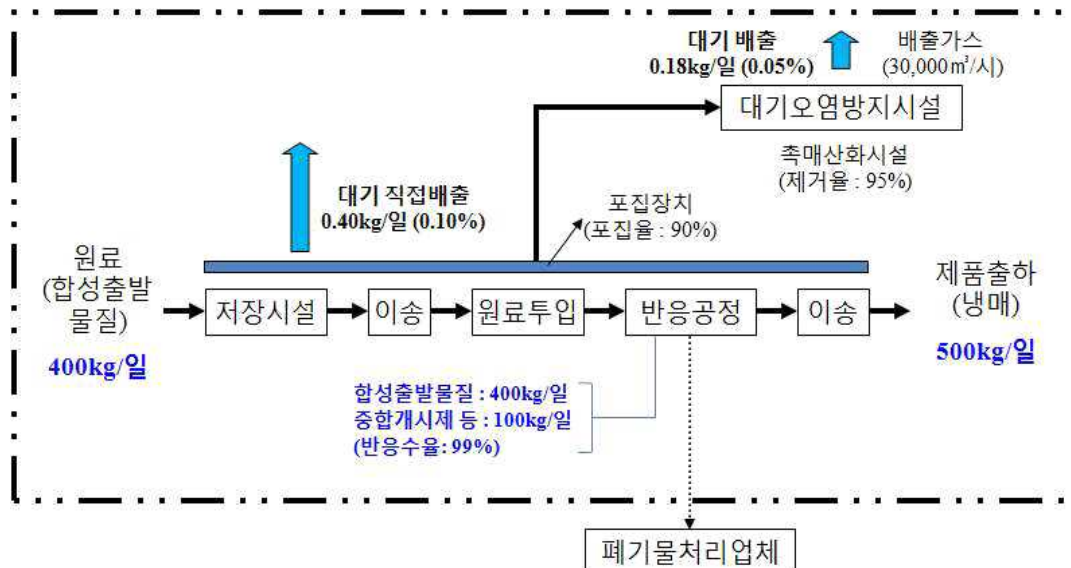 대기 배출
0.18kg/일 (0.05%)
배출가스
(30,000㎥/시)
대기오염방지시설
촉매산화시설
(제거율 : 95%)
대기 직접배출
0.40kg/일 (0.10%)
포집장치
(포집율 : 90%)
원료
(합성출발
물질)
400kg/일
저장시설
이송
원료투입
반응공정
이송
제품출하
(냉매)
500kg/일
합성출발물질 : 400kg/일
중합개시제 등 : 100kg/일
(반응수율: 99%)
폐기물처리업체